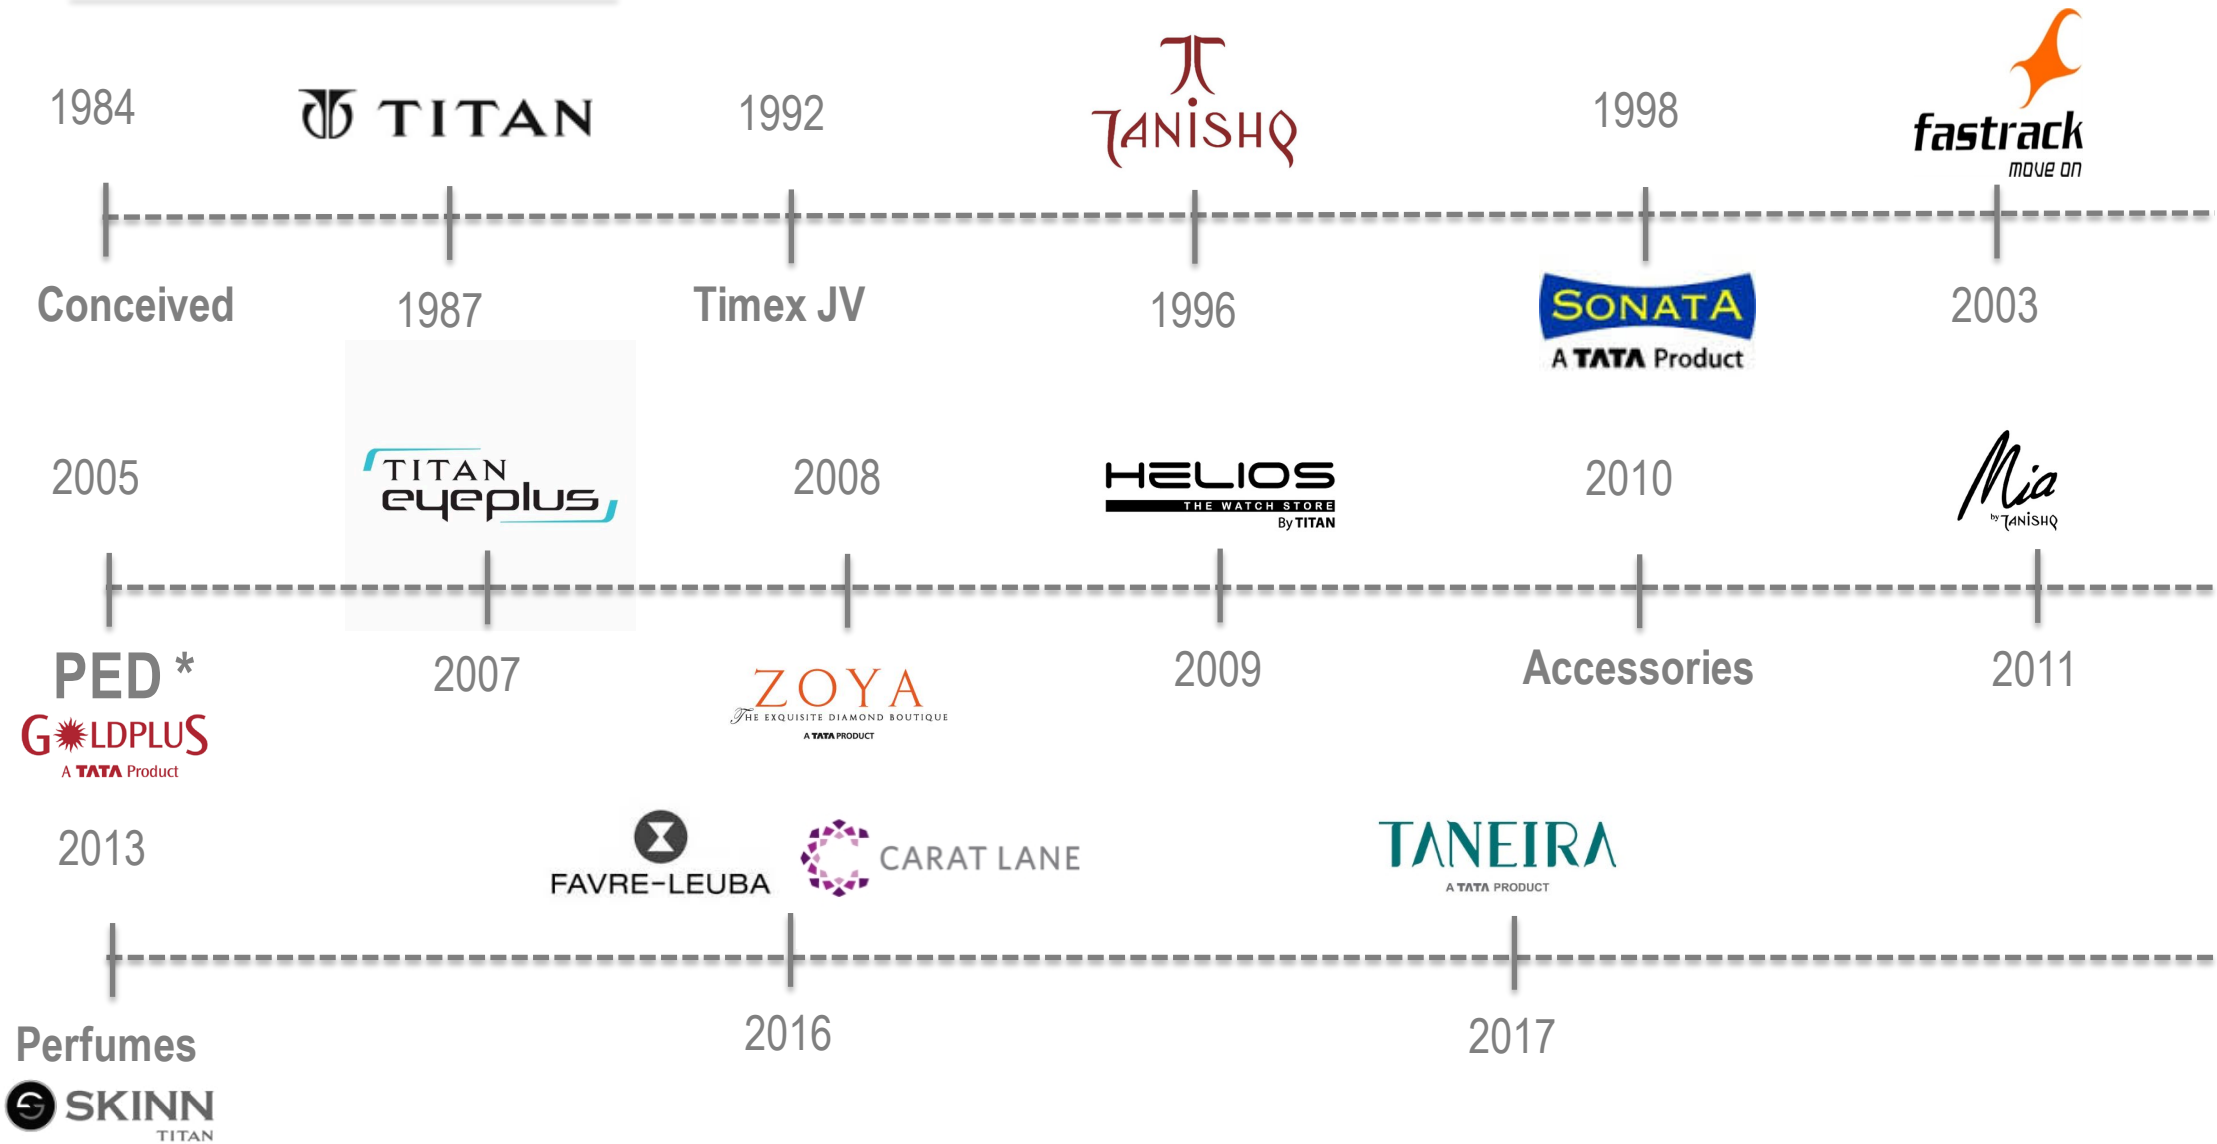 1984
TITAN
1992
TANISHQ
1998
fastrack
move on
Conceived
1987
Timex JV
1996
SONATA
A TATA Product
2003
2005
TITAN
eyeplus
2008
HELIOS
THE WATCH STORE
By TITAN
2010
Mia
by TANISHQ
PED *
GOLDPLUS
A TATA Product
2007
ZOYA
THE EXQUISITE DIAMOND BOUTIQUE
A TATA PRODUCT
2009
Accessories
2011
2013
FAVRE-LEUBA
CARAT LANE
TANEIRA
A TATA PRODUCT
Perfumes
SKINN
TITAN
2016
2017